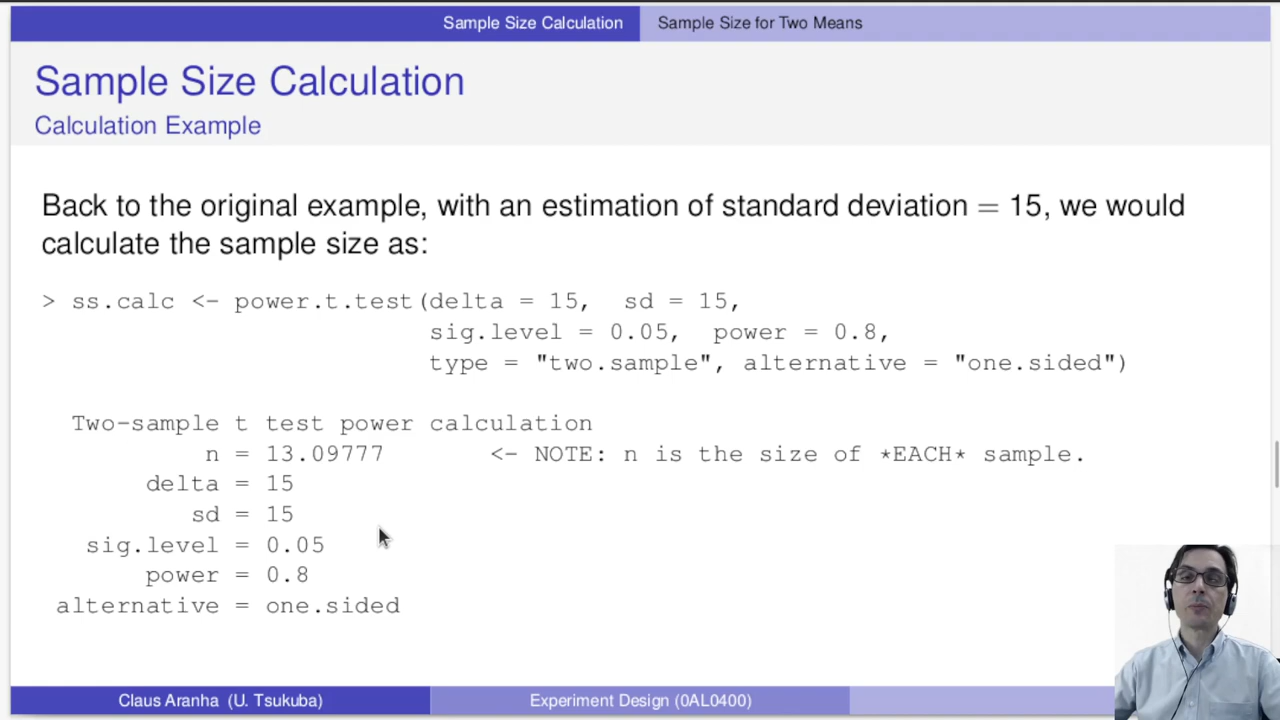 Sample Size Calculation Sample Size for Two Means
Sample Size Calculation
Calculation Example
Back to the original example, with an estimation of standard deviation = 15, we would
calculate the sample size as:
> ss.calc <- power.t.test(delta = 15, sd = 15,
sig.level = 0.05, power = 0.8,
type = "two.sample", alternative = "one.sided")
Two-sample t test power calculation
n = 13.09777 <- NOTE: n is the size of *EACH* sample.
delta = 15
sd = 15
sig.level = 0.05
power = 0.8
alternative = one.sided
Claus Aranha (U. Tsukuba) Experiment Design (0AL0400)